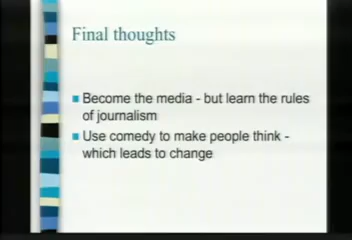 Final thoughts
Become the media - but learn the rules
of journalism
Use comedy to make people think -
which leads to change